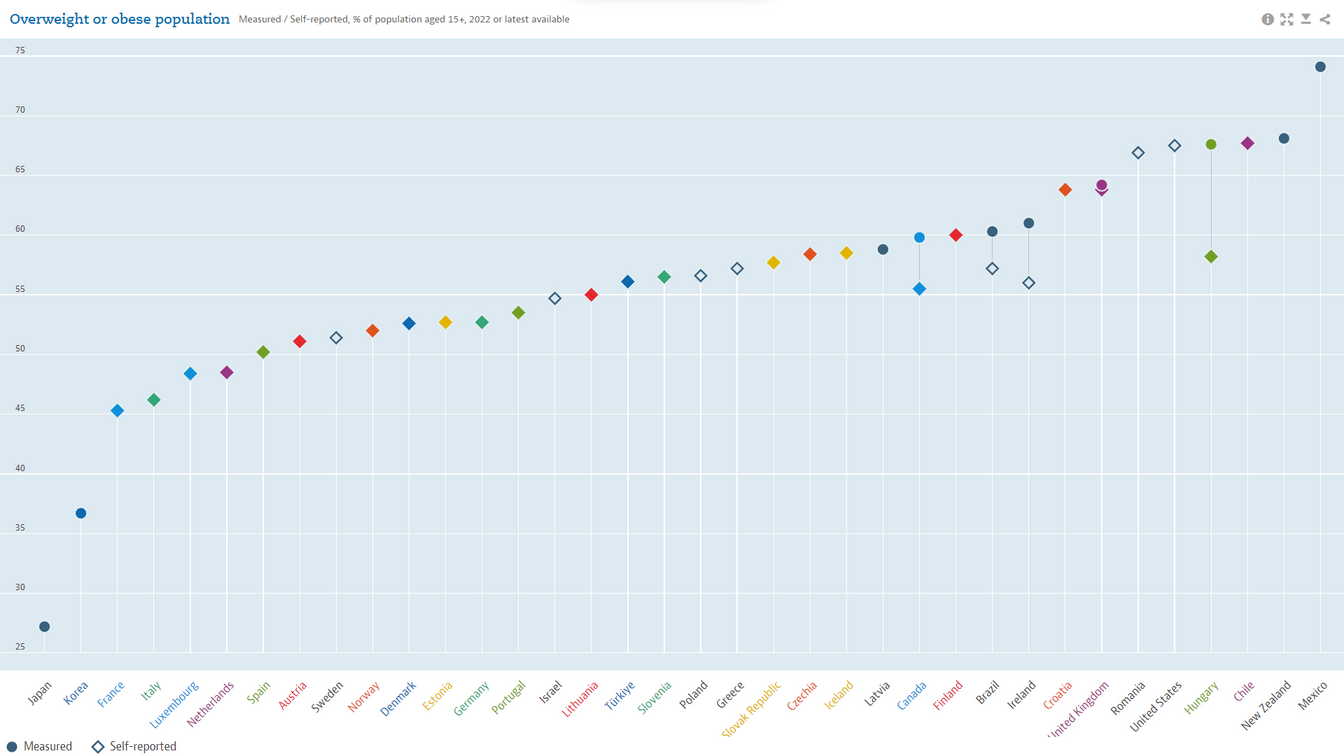 Overweight or obese population Measured / Self-reported, % of population aged 15+, 2022 or latest available
75
70
65
60
55
50
45
40
35
30
25
Japan
Korea
France
Italy
Luxembourg
Netherlands
Spain
Austria
Sweden
Norway
Denmark
Estonia
Germany
Portugal
Israel
Lithuania
Türkiye
Slovenia
Poland
Greece
Slovak Republic
Czechia
Iceland
Latvia
Canada
Finland
Brazil
Ireland
Croatia
United Kingdom
Romania
United States
Hungary
Chile
New Zealand
Mexico
Measured Self-reported